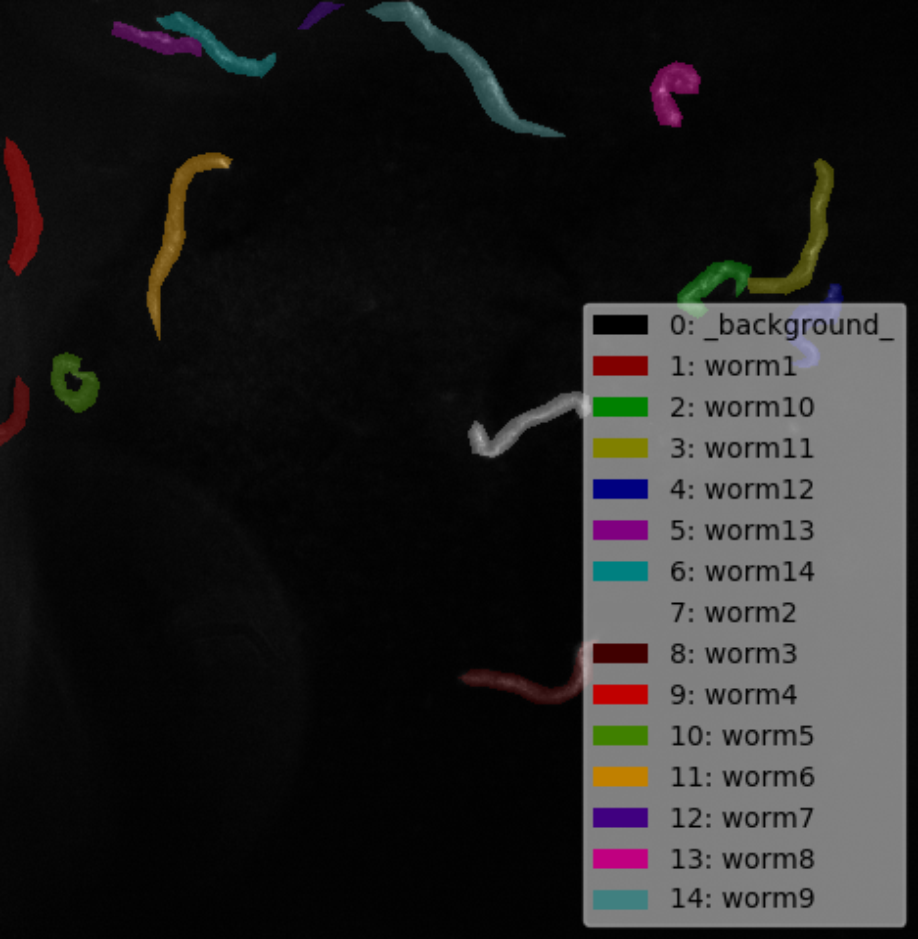 0: _background_
1: worm1
2: worm10
3: worm11
4: worm12
5: worm13
6: worm14
7: worm2
8: worm3
9: worm4
10: worm5
11: worm6
12: worm7
13: worm8
14: worm9